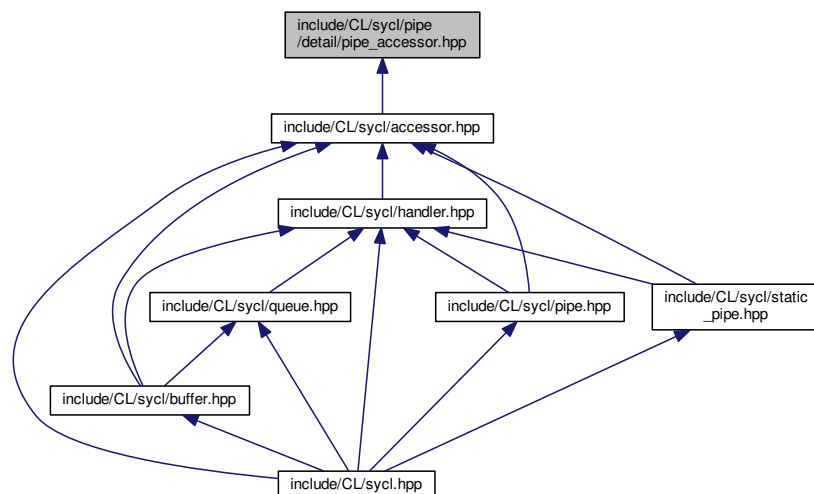 include/CL/sycl/pipe
/detail/pipe_accessor.hpp
include/CL/sycl/accessor.hpp
include/CL/sycl/handler.hpp
include/CL/sycl/queue.hpp
include/CL/sycl/pipe.hpp
include/CL/sycl/static
_pipe.hpp
include/CL/sycl/buffer.hpp
include/CL/sycl.hpp